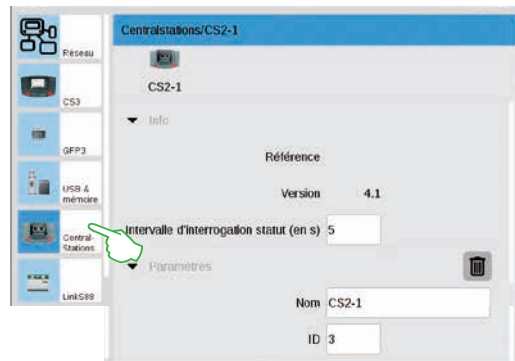 Réseau
CS3
GFP3
USB &
mémoire
Central-
Stations
LinkS88
Centralstations/CS2-1
CS2-1
Info
Référence
Version 4.1
Intervalle d'interrogation statut (en s) 5
Paramètres
Nom CS2-1
ID 3